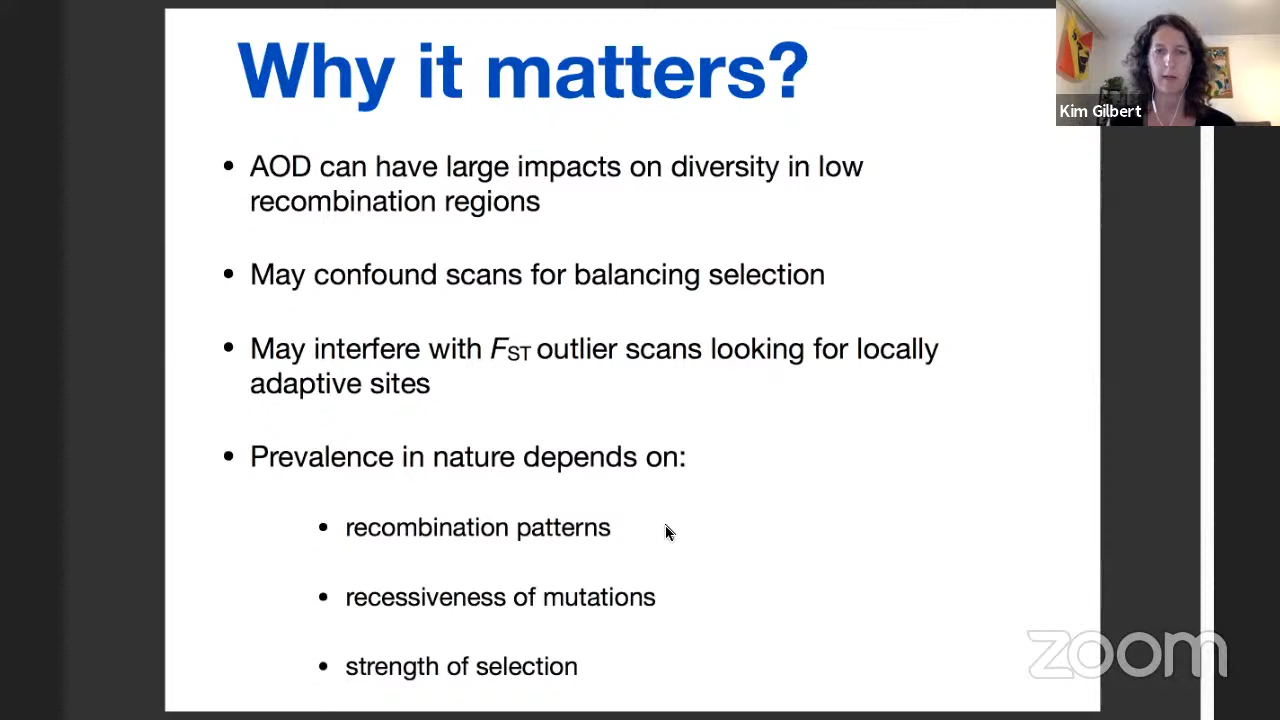 Why it matters?
Kim Gilbert
• AOD can have large impacts on diversity in low
recombination regions
• May confound scans for balancing selection
• May interfere with FST outlier scans looking for locally
adaptive sites
• Prevalence in nature depends on:
• recombination patterns
• recessiveness of mutations
• strength of selection
zoom